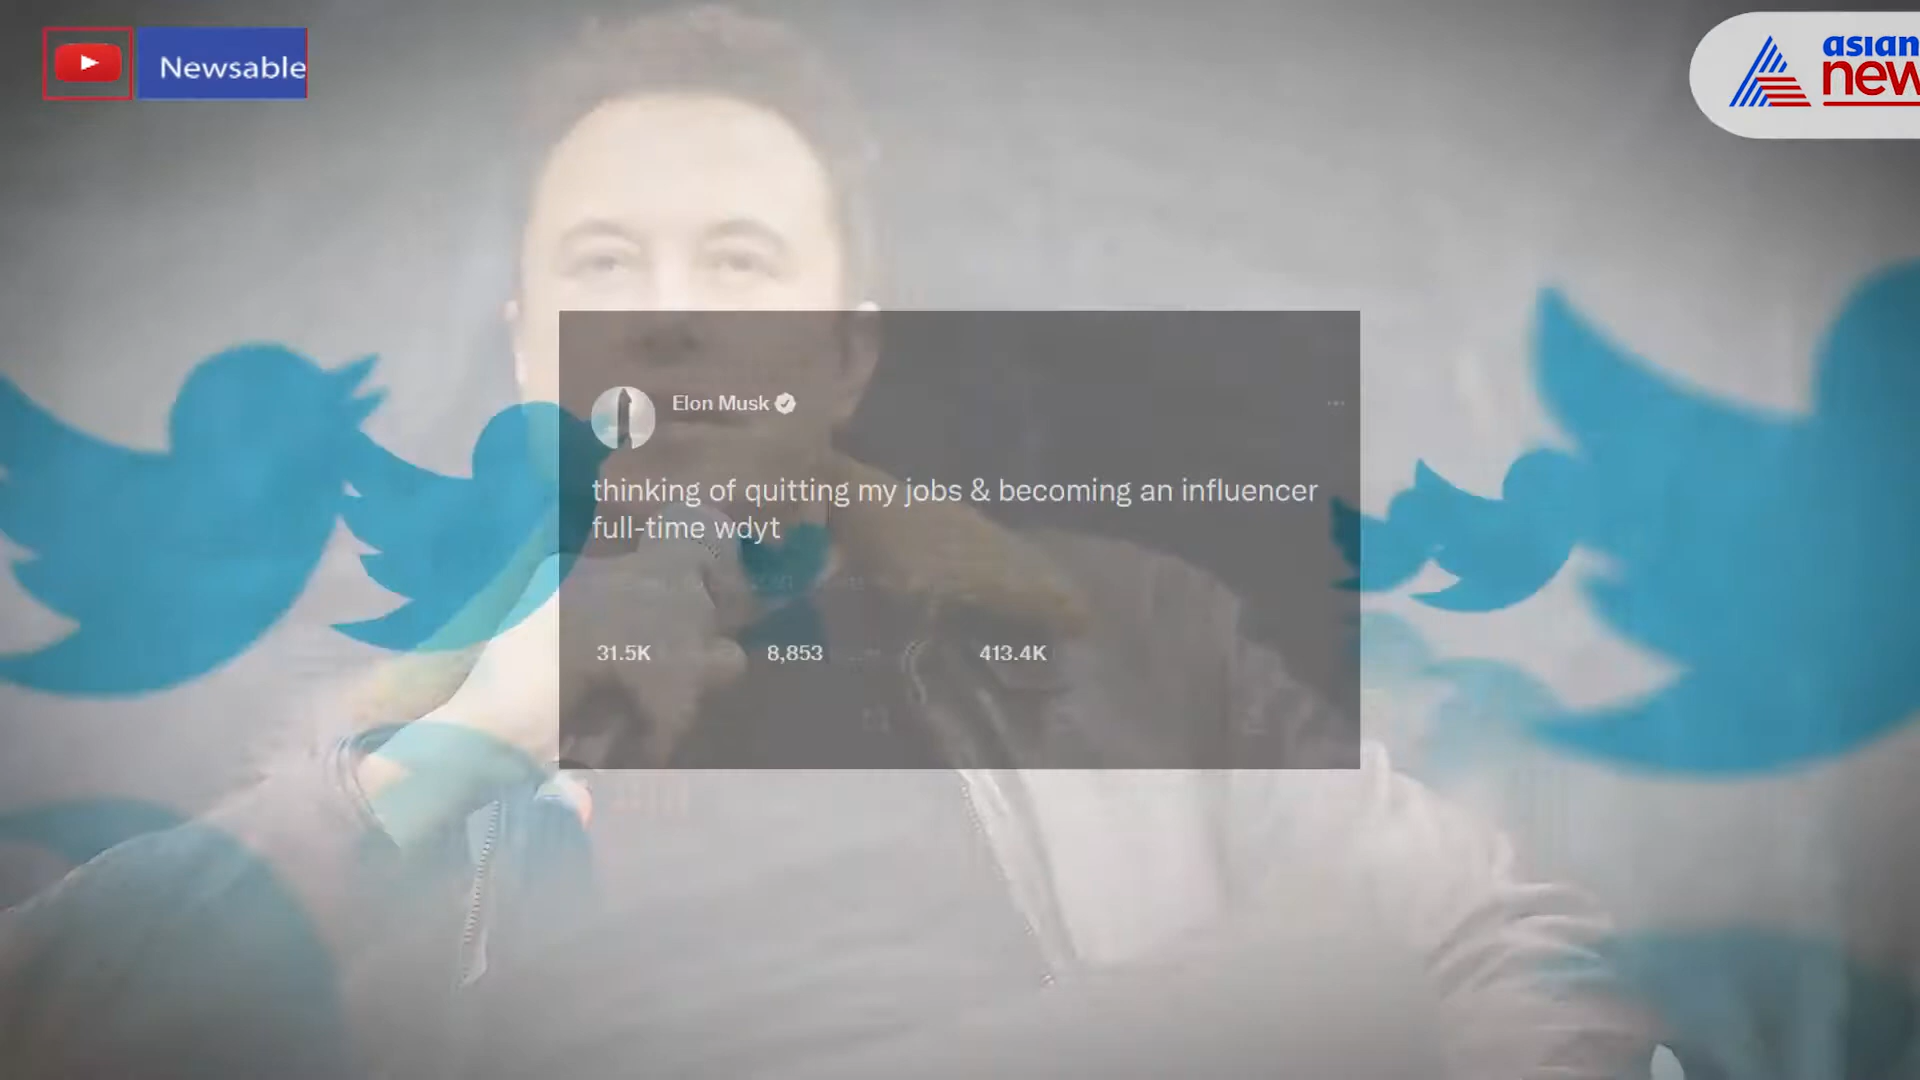 Newsable
asian
new
Elon Musk
thinking of quitting my jobs & becoming an influencer
full-time wdyt
31.5K 8,853 413.4K